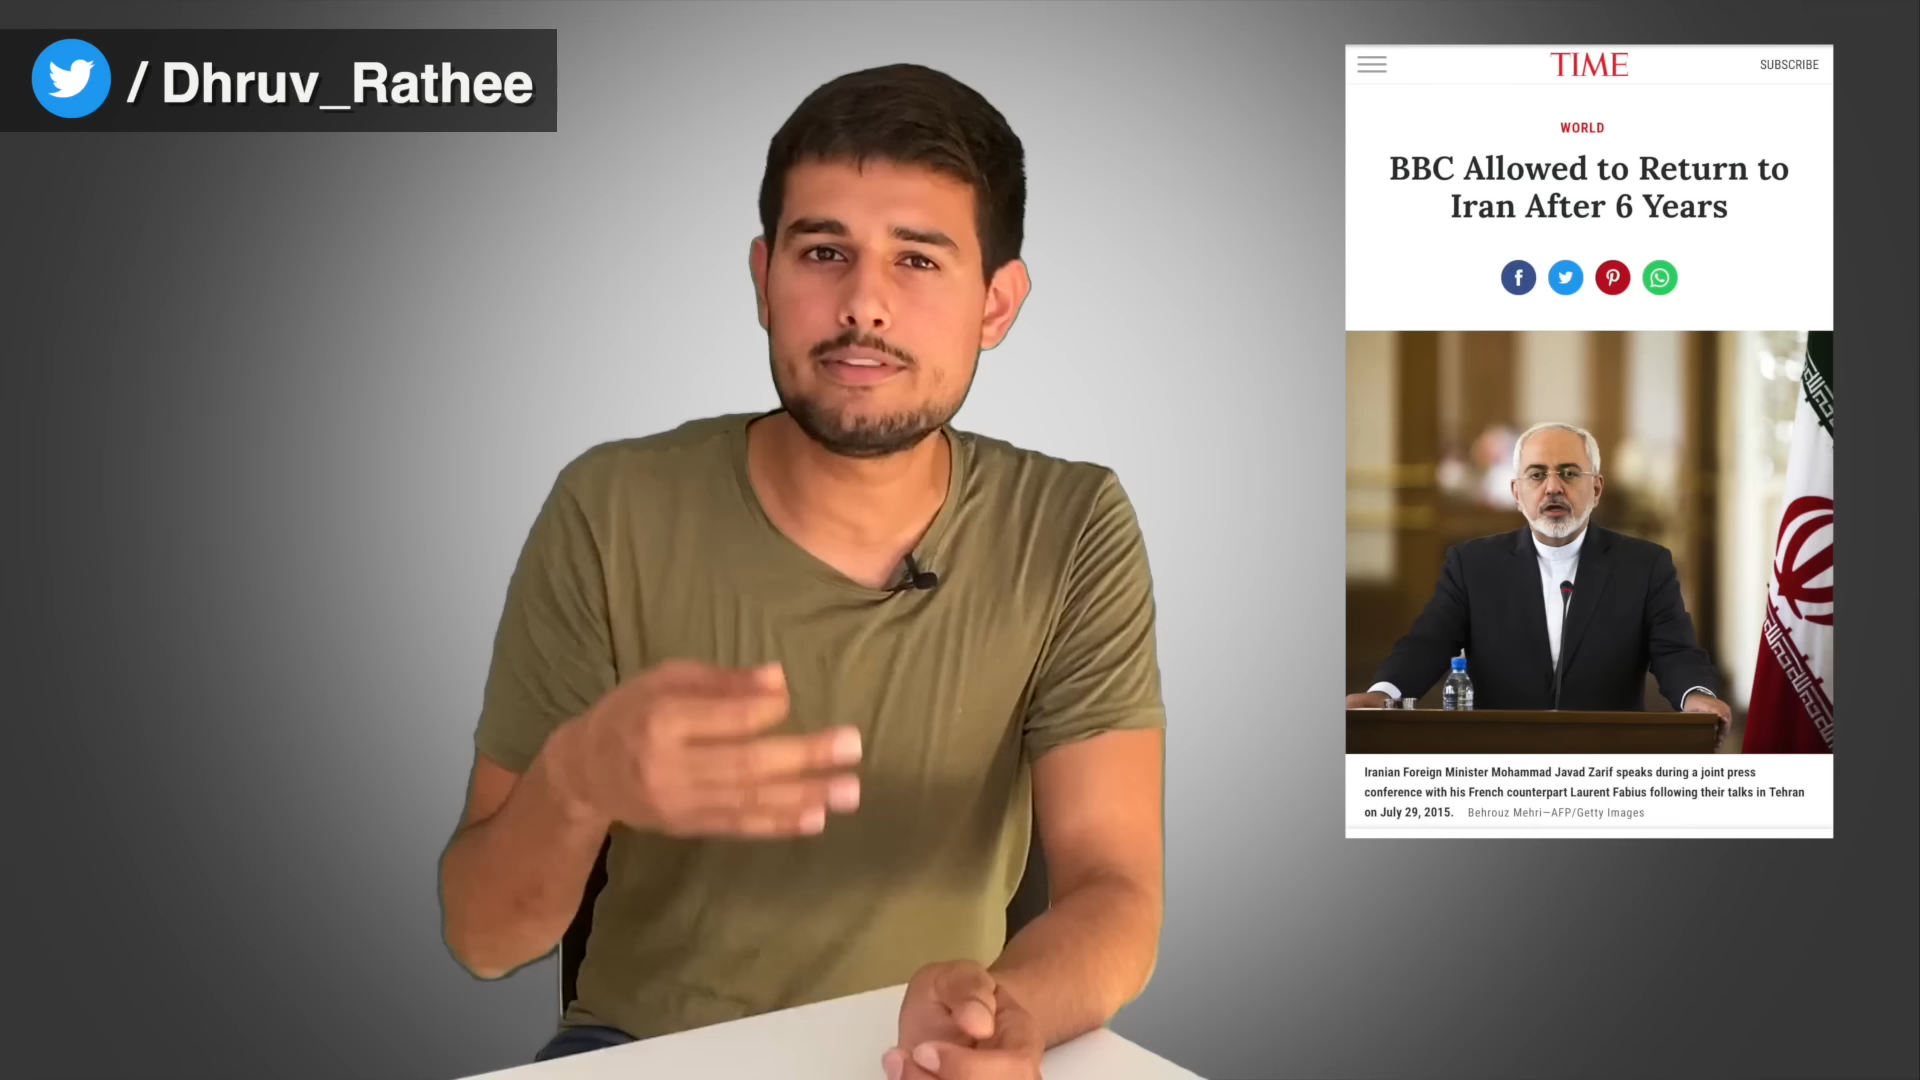 / Dhruv_Rathee
TIME
SUBSCRIBE
WORLD
BBC Allowed to Return to
Iran After 6 Years
Iranian Foreign Minister Mohammad Javad Zarif speaks during a joint press
conference with his French counterpart Laurent Fabius following their talks in Tehran
on July 29, 2015. Behrouz Mehri—AFP/Getty Images